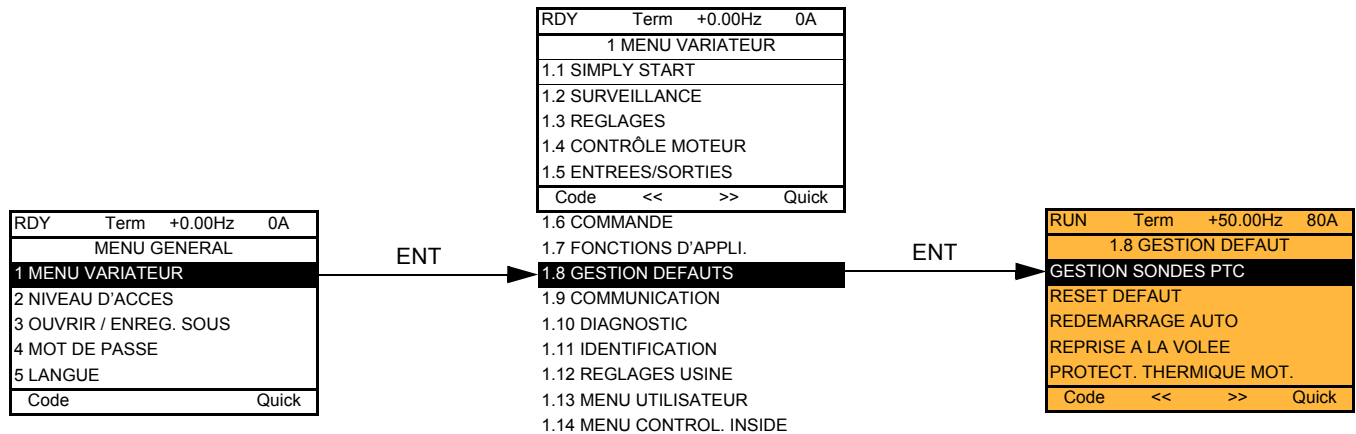 RDY Term +0.00Hz 0A
MENU GENERAL
1 MENU VARIATEUR
2 NIVEAU D'ACCES
3 OUVRIR / ENREG. SOUS
4 MOT DE PASSE
5 LANGUE
Code Quick
ENT
RDY Term +0.00Hz 0A
1 MENU VARIATEUR
1.1 SIMPLY START
1.2 SURVEILLANCE
1.3 REGLAGES
1.4 CONTRÔLE MOTEUR
1.5 ENTREES/SORTIES
Code << >> Quick
1.6 COMMANDE
1.7 FONCTIONS D'APPLI.
1.8 GESTION DEFAUTS
1.9 COMMUNICATION
1.10 DIAGNOSTIC
1.11 IDENTIFICATION
1.12 REGLAGES USINE
1.13 MENU UTILISATEUR
1.14 MENU CONTROL. INSIDE
ENT
RUN Term +50.00Hz 80A
1.8 GESTION DEFAUT
GESTION SONDES PTC
RESET DEFAUT
REDEMARRAGE AUTO
REPRISE A LA VOLEE
PROTECT. THERMIQUE MOT.
Code << >> Quick